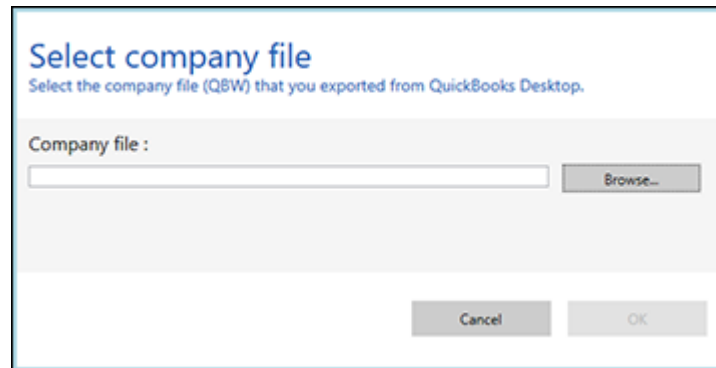 Select company file
Select the company file (QBW) that you exported from QuickBooks Desktop.
Company file :
Browse...
Cancel
OK